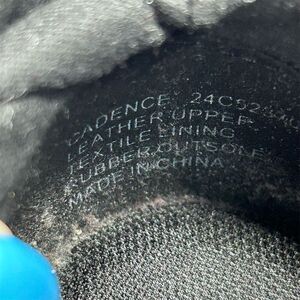 CADENCE
LEATHER UPPER
TEXTILE LINING
RUBBER OUTSOLE
MADE IN CHINA